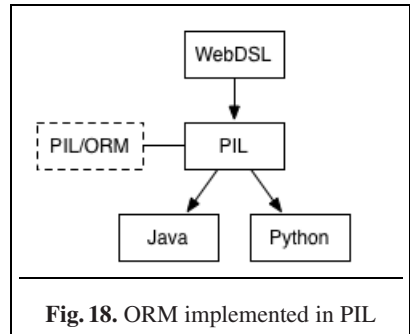 WebDSL
PIL/ORM
PIL
Java
Python
Fig. 18. ORM implemented in PIL